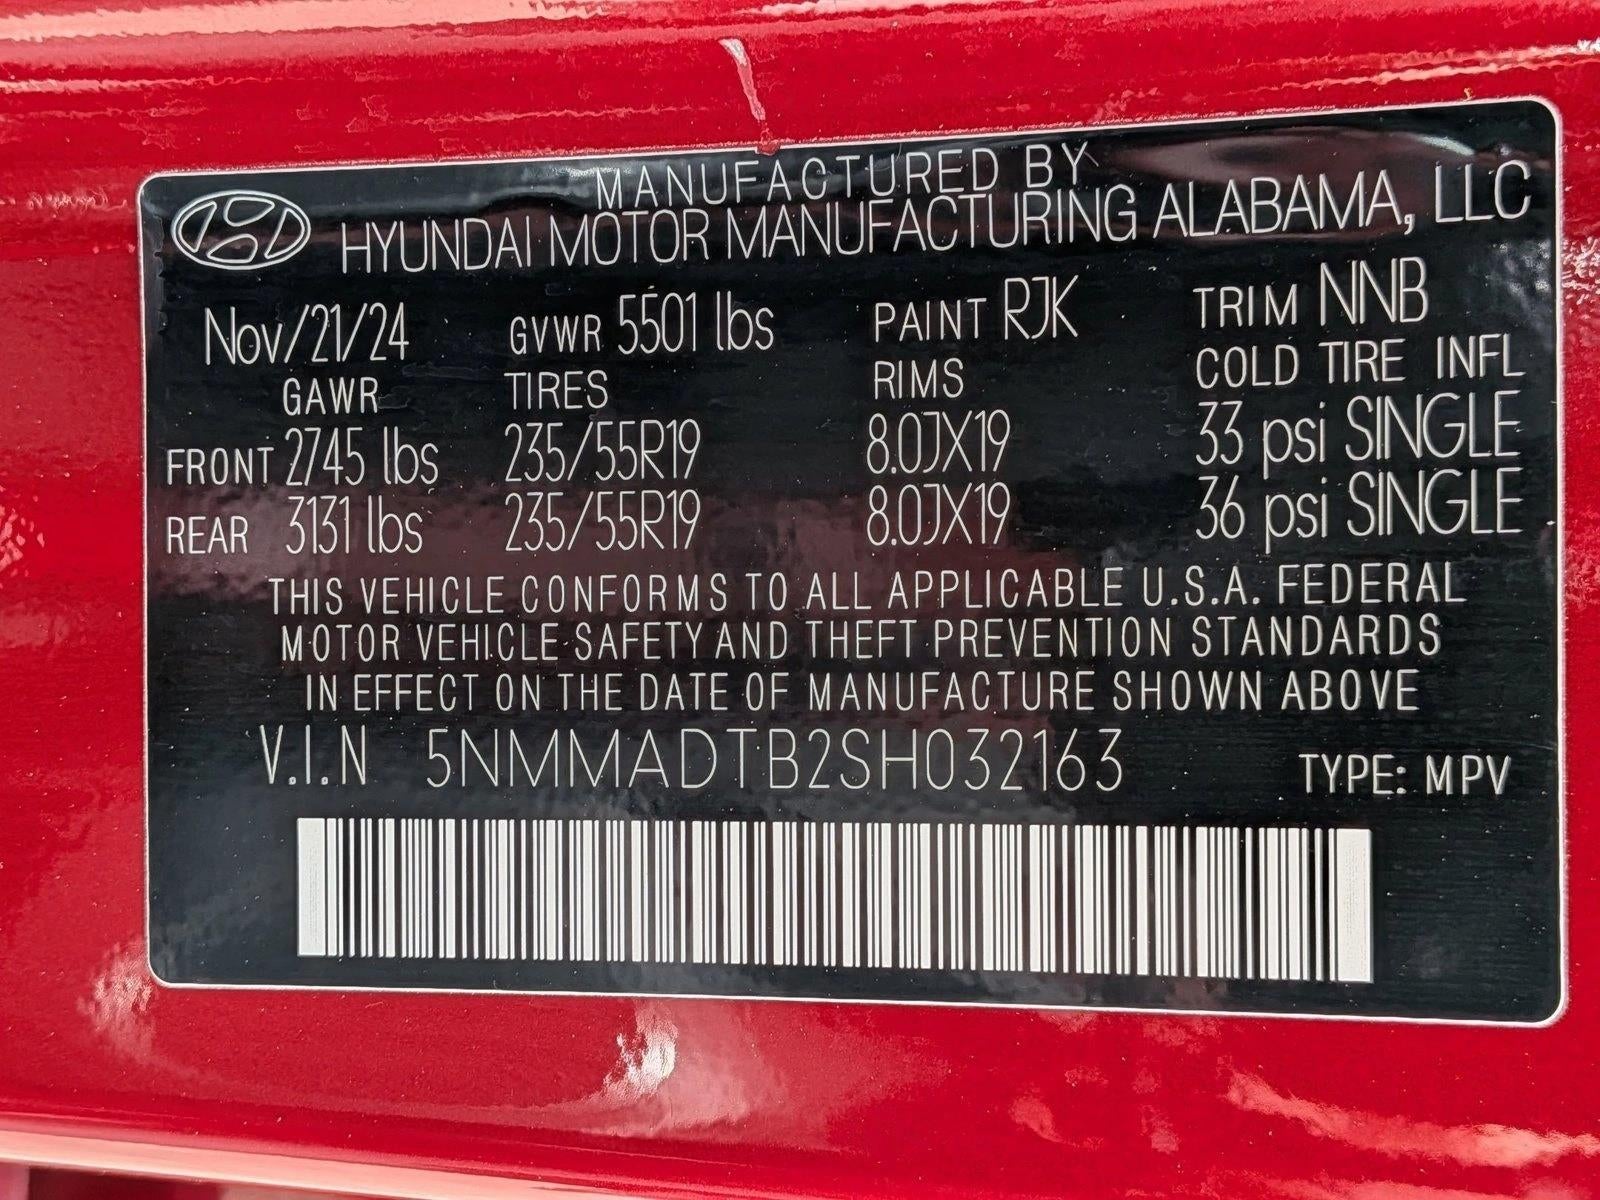 MANUFACTURED BY
HYUNDAI MOTOR MANUFACTURING ALABAMA, LLC
Nov/21/24 GVWR 5501 lbs PAINT RJK TRIM NNB
GAWR TIRES RIMS COLD TIRE INFL
FRONT 2745 lbs 235/55R19 8.0JX19 33 psi SINGLE
REAR 3131 lbs 235/55R19 8.0JX19 36 psi SINGLE
THIS VEHICLE CONFORMS TO ALL APPLICABLE U.S.A. FEDERAL
MOTOR VEHICLE SAFETY AND THEFT PREVENTION STANDARDS
IN EFFECT ON THE DATE OF MANUFACTURE SHOWN ABOVE
V.I.N 5NMMADTB2SH032163 TYPE: MPV